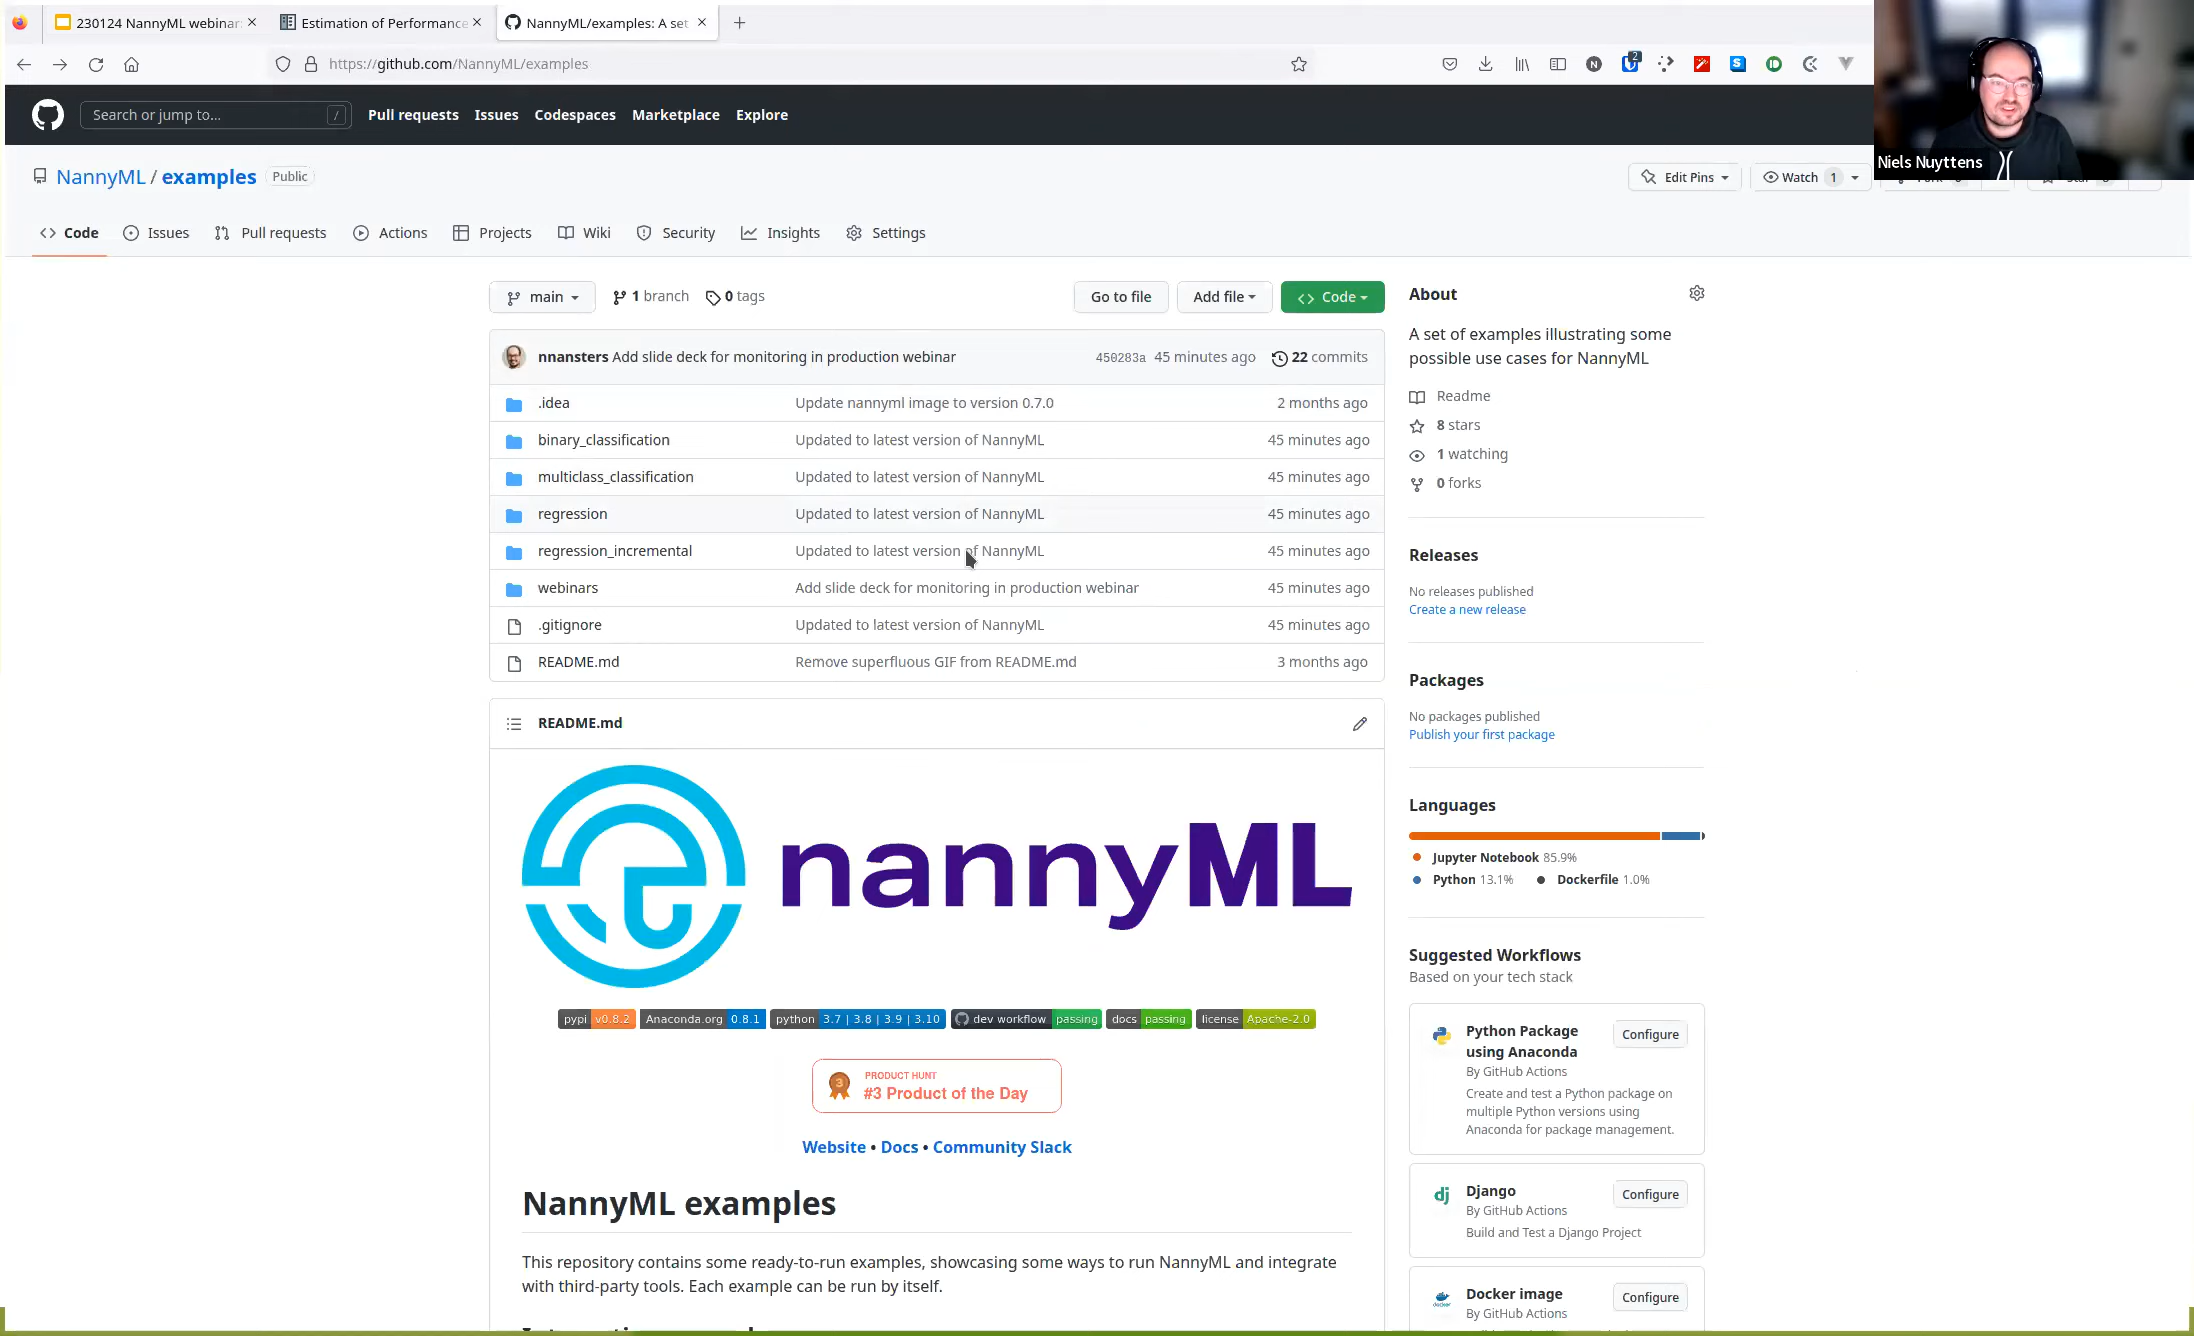 230124 NannyML webinar
Estimation of Performance
NannyML/examples: A set
https://github.com/NannyML/examples
2
Search or jump to... /
Pull requests Issues Codespaces Marketplace Explore
Niels Nuyttens
NannyML / examples Public
Edit Pins Watch 1
Code Issues Pull requests Actions Projects Wiki Security Insights Settings
main 1 branch 0 tags Go to file Add file Code
nnansters Add slide deck for monitoring in production webinar 450283a 45 minutes ago 22 commits
.idea Update nannyml image to version 0.7.0 2 months ago
binary_classification Updated to latest version of NannyML 45 minutes ago
multiclass_classification Updated to latest version of NannyML 45 minutes ago
regression Updated to latest version of NannyML 45 minutes ago
regression_incremental Updated to latest version of NannyML 45 minutes ago
webinars Add slide deck for monitoring in production webinar 45 minutes ago
.gitignore Updated to latest version of NannyML 45 minutes ago
README.md Remove superfluous GIF from README.md 3 months ago
README.md
nannyML
pypi v0.8.2 Anaconda.org 0.8.1 python 3.7 | 3.8 | 3.9 | 3.10 dev workflow passing docs passing license Apache-2.0
3 PRODUCT HUNT
#3 Product of the Day
Website • Docs • Community Slack
NannyML examples
This repository contains some ready-to-run examples, showcasing some ways to run NannyML and integrate
with third-party tools. Each example can be run by itself.
About
A set of examples illustrating some
possible use cases for NannyML
Readme
8 stars
1 watching
0 forks
Releases
No releases published
Create a new release
Packages
No packages published
Publish your first package
Languages
Jupyter Notebook 85.9%
Python 13.1% Dockerfile 1.0%
Suggested Workflows
Based on your tech stack
Python Package
using Anaconda
Configure
By GitHub Actions
Create and test a Python package on
multiple Python versions using
Anaconda for package management.
dj Django
Configure
By GitHub Actions
Build and Test a Django Project
docker Docker image
Configure
By GitHub Actions